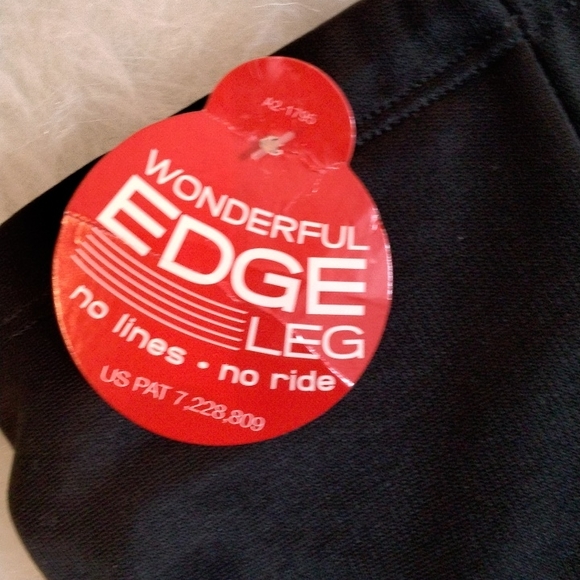 A2-1795
WONDERFUL
EDGE
LEG
no lines • no ride
US PAT 7,228,809